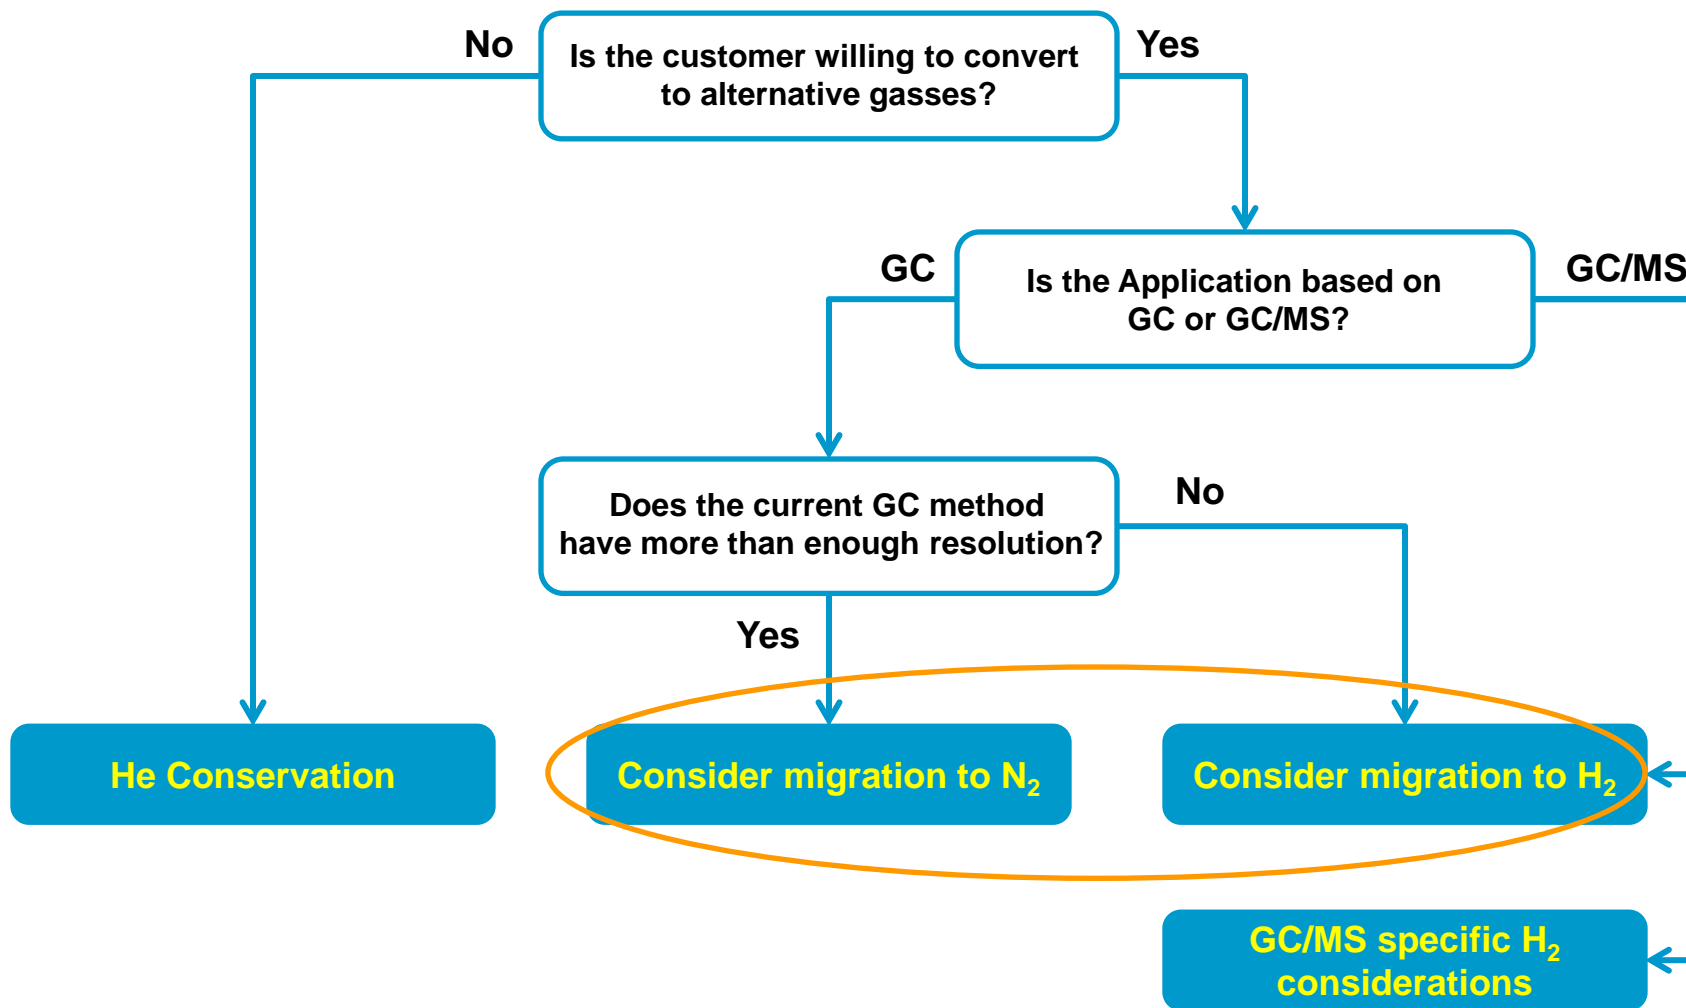 No
Is the customer willing to convert
to alternative gasses?
Yes
GC
Is the Application based on
GC or GC/MS?
GC/MS
Does the current GC method
have more than enough resolution?
No
Yes
He Conservation
Consider migration to N₂
Consider migration to H₂
GC/MS specific H₂
considerations